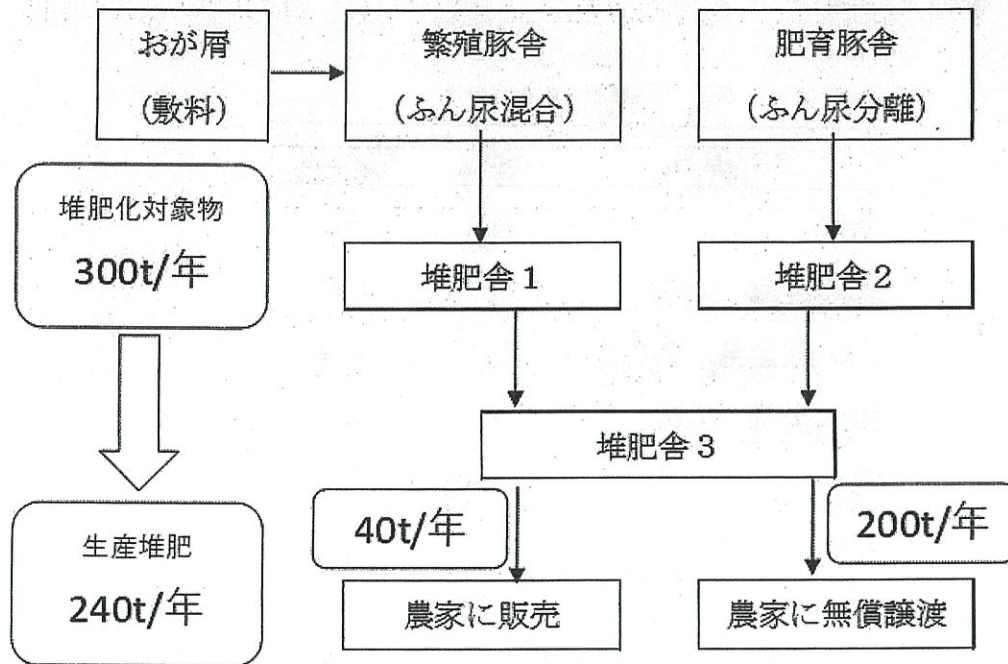 おが屑
(敷料)
繁殖豚舎
(ふん尿混合)
肥育豚舎
(ふん尿分離)
堆肥化対象物
300t/年
堆肥舎1
堆肥舎2
堆肥舎3
40t/年
200t/年
生産堆肥
240t/年
農家に販売
農家に無償譲渡